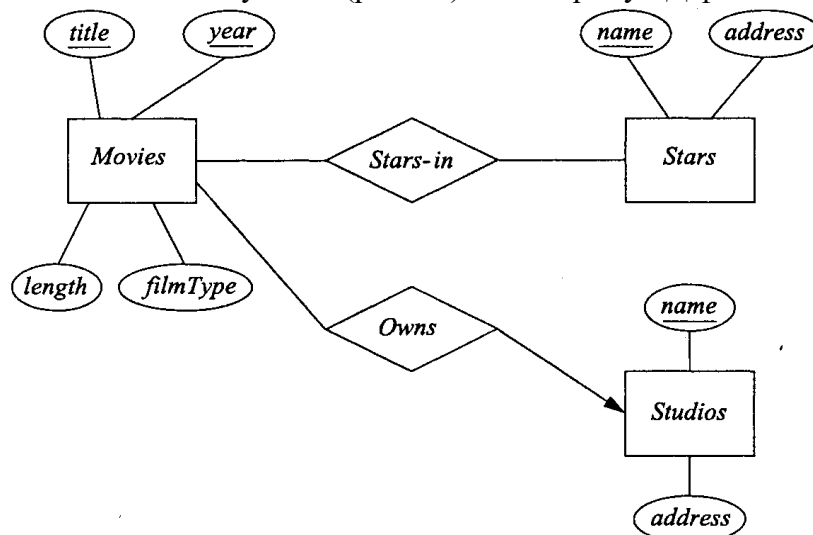 title
year
name
address
Movies
Stars-in
Stars
length
filmType
name
Owns
Studios
address